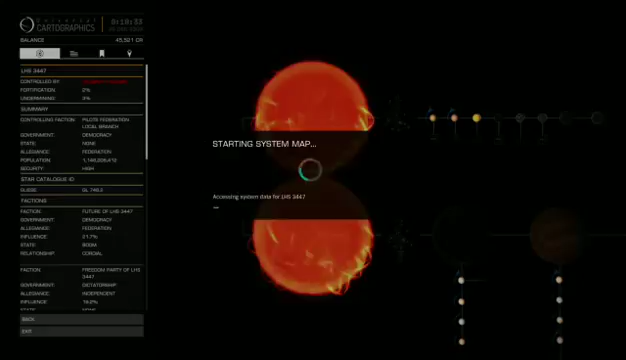 Universal
CARTOGRAPHICS
BALANCE 45,521 CR
LHS 3447
CONTROLLED BY
FORTIFICATION: 2%
UNDERMINING: 3%
SUMMARY
CONTROLLING FACTION: PILOTS FEDERATION
LOCAL BRANCH
GOVERNMENT: DEMOCRACY
STATE: NONE
ALLEGIANCE: FEDERATION
POPULATION:
SECURITY: HIGH
STAR CATALOGUE ID
GLIESE:
FACTIONS
FACTION: FUTURE OF LHS 3447
GOVERNMENT: DEMOCRACY
ALLEGIANCE: FEDERATION
INFLUENCE:
STATE: BOOM
RELATIONSHIP: CORDIAL
FACTION: FREEDOM PARTY OF LHS
3447
GOVERNMENT: DICTATORSHIP
ALLEGIANCE: INDEPENDENT
INFLUENCE:
BACK
EXIT
STARTING SYSTEM MAP...
Accessing system data for LHS 3447